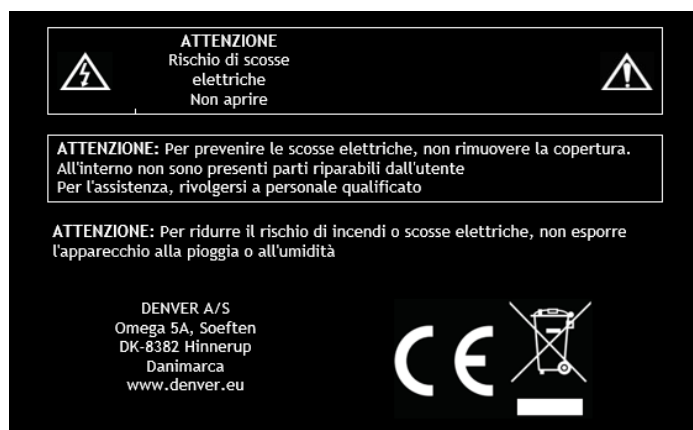 ATTENZIONE
Rischio di scosse
elettriche
Non aprire
ATTENZIONE: Per prevenire le scosse elettriche, non rimuovere la copertura.
All'interno non sono presenti parti riparabili dall'utente
Per l'assistenza, rivolgersi a personale qualificato
ATTENZIONE: Per ridurre il rischio di incendi o scosse elettriche, non esporre
l'apparecchio alla pioggia o all'umidità
DENVER A/S
Omega 5A, Soeften
DK-8382 Hinnerup
Danimarca
www.denver.eu
CE